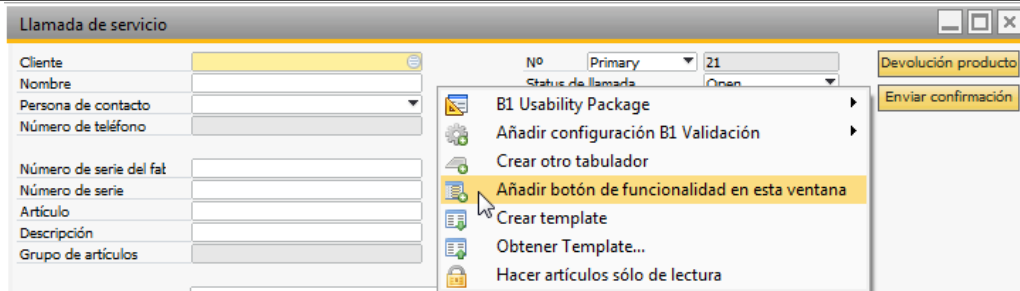 Llamada de servicio
Cliente
Nº Primary 21
Devolución producto
Nombre
Status de llamada Open
Persona de contacto
Enviar confirmación
Número de teléfono
B1 Usability Package
Añadir configuración B1 Validación
Crear otro tabulador
Añadir botón de funcionalidad en esta ventana
Crear template
Obtener Template...
Hacer artículos sólo de lectura
Número de serie del fat
Número de serie
Artículo
Descripción
Grupo de artículos